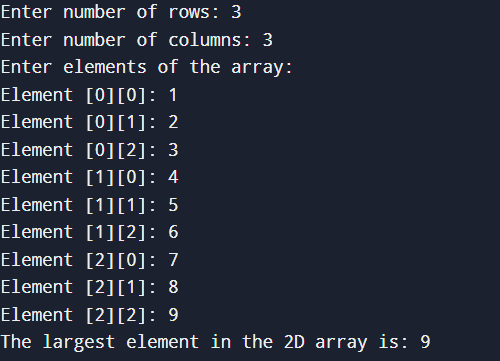 Enter number of rows: 3
Enter number of columns: 3
Enter elements of the array:
Element [0][0]: 1
Element [0][1]: 2
Element [0][2]: 3
Element [1][0]: 4
Element [1][1]: 5
Element [1][2]: 6
Element [2][0]: 7
Element [2][1]: 8
Element [2][2]: 9
The largest element in the 2D array is: 9